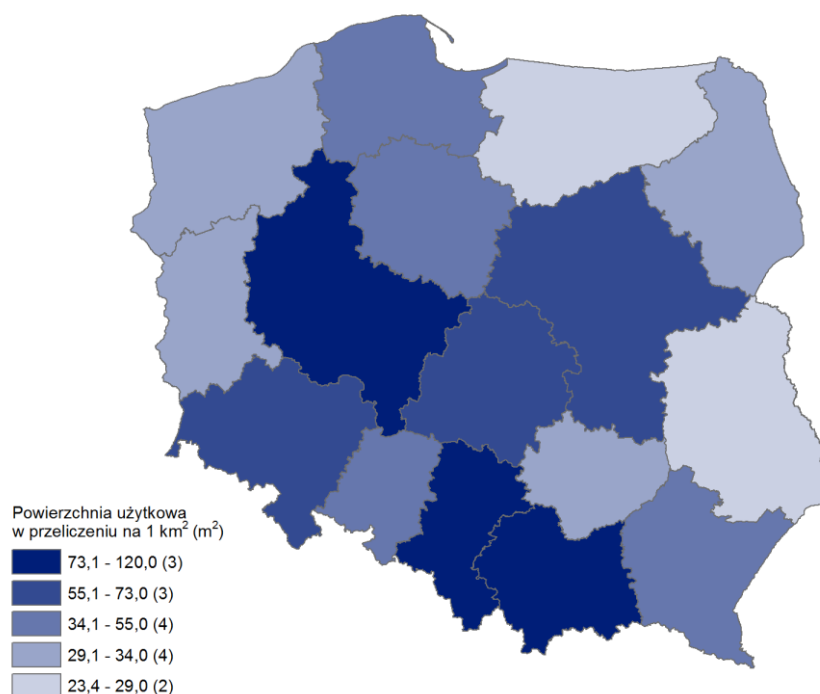 Powierzchnia użytkowa
w przeliczeniu na 1 km² (m²)
73,1 - 120,0 (3)
55,1 - 73,0 (3)
34,1 - 55,0 (4)
29,1 - 34,0 (4)
23,4 - 29,0 (2)